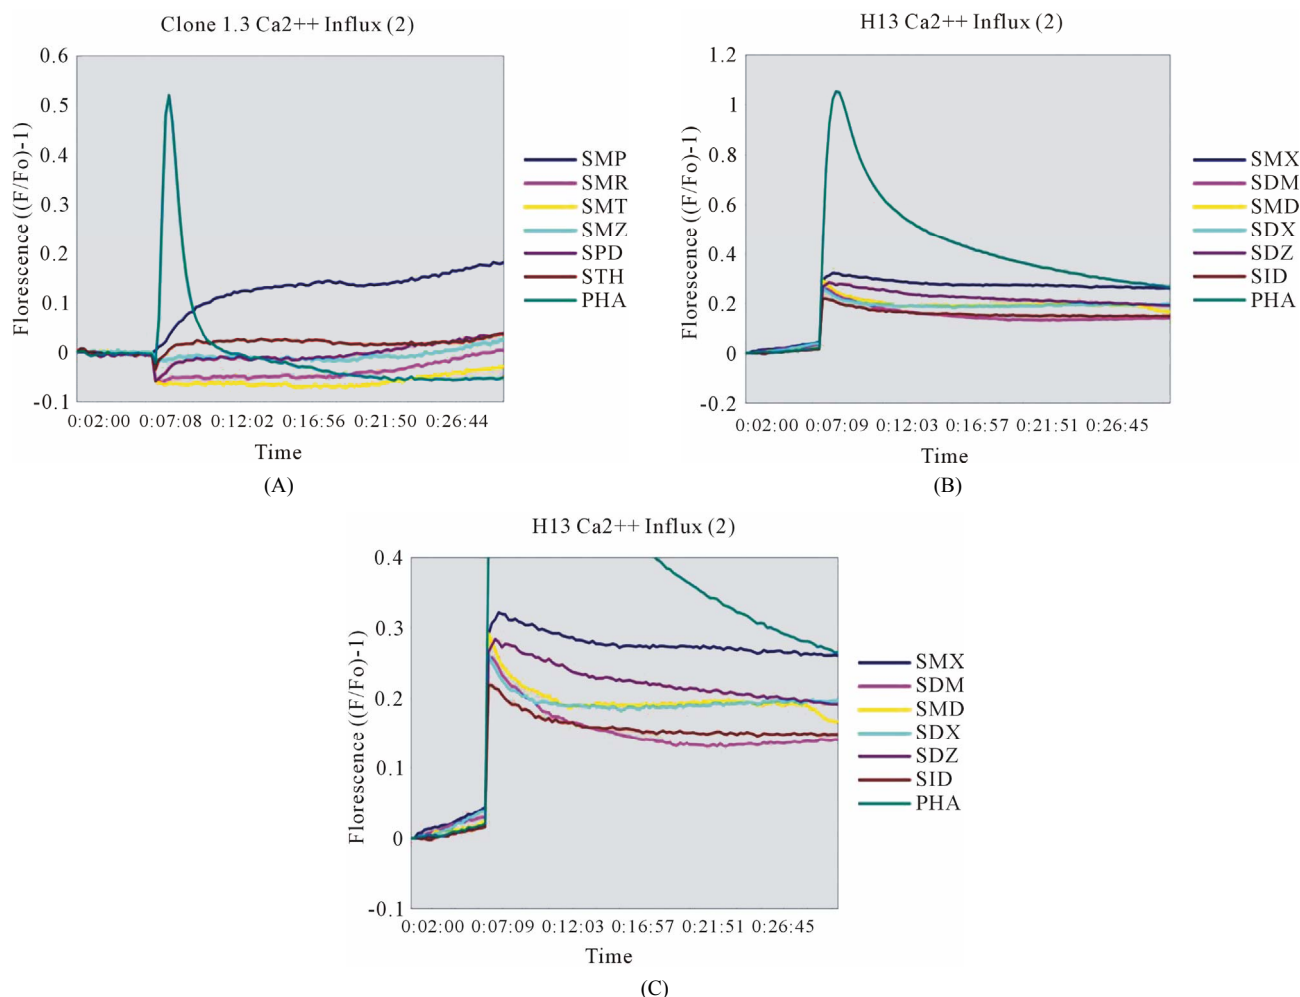 Clone 1.3 Ca2++ Influx (2)
0.6
0.5
0.4
0.3
0.2
0.1
0
-0.1
Florescence ((F/Fo)-1)
0:02:00 0:07:08 0:12:02 0:16:56 0:21:50 0:26:44
Time
SMP
SMR
SMT
SMZ
SPD
STH
PHA
(A)
H13 Ca2++ Influx (2)
1.2
1
0.8
0.6
0.4
0.2
0
-0.2
Florescence ((F/Fo)-1)
0:02:00 0:07:09 0:12:03 0:16:57 0:21:51 0:26:45
Time
SMX
SDM
SMD
SDX
SDZ
SID
PHA
(B)
H13 Ca2++ Influx (2)
0.4
0.3
0.2
0.1
0
-0.1
Florescence ((F/Fo)-1)
0:02:00 0:07:09 0:12:03 0:16:57 0:21:51 0:26:45
Time
SMX
SDM
SMD
SDX
SDZ
SID
PHA
(C)